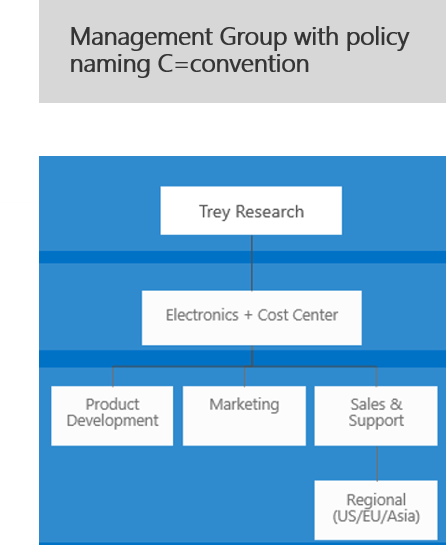 Management Group with policy
naming C=convention
Trey Research
Electronics + Cost Center
Product
Development
Marketing
Sales &
Support
Regional
(US/EU/Asia)